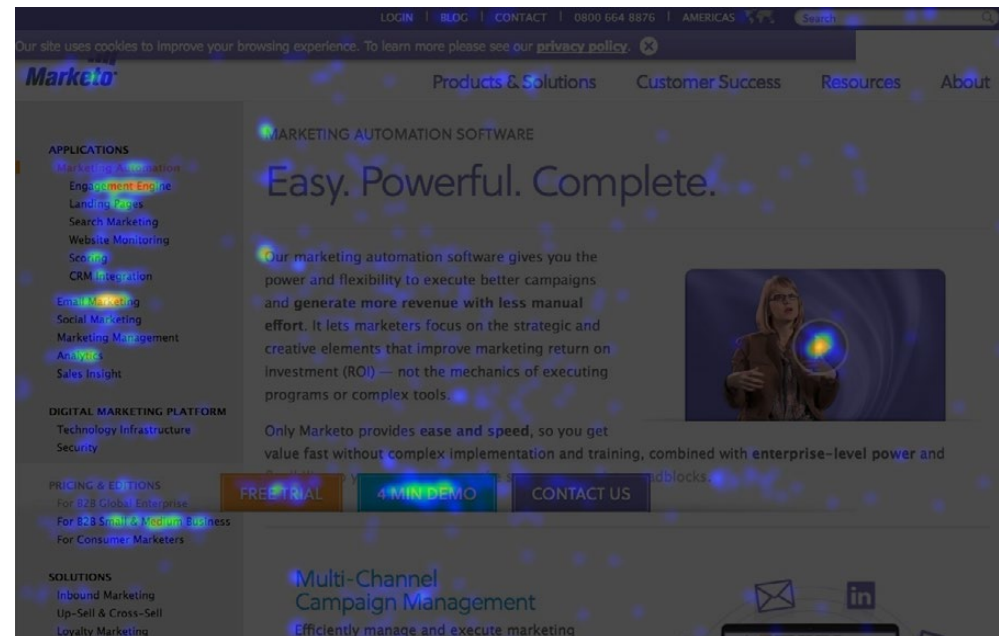 LOGIN | BLOG | CONTACT | 0800 664 8876 | AMERICAS
Search
Our site uses cookies to improve your browsing experience. To learn more please see our privacy policy.
Marketo
Products & Solutions Customer Success Resources About
APPLICATIONS
Marketing Automation
Engagement Engine
Landing Pages
Search Marketing
Website Monitoring
Scoring
CRM Integration
Email Marketing
Social Marketing
Marketing Management
Analytics
Sales Insight
DIGITAL MARKETING PLATFORM
Technology Infrastructure
Security
PRICING & EDITIONS
For B2B Global Enterprise
For B2B Small & Medium Business
For Consumer Marketers
SOLUTIONS
Inbound Marketing
Up-Sell & Cross-Sell
Loyalty Marketing
MARKETING AUTOMATION SOFTWARE
Easy. Powerful. Complete.
Our marketing automation software gives you the
power and flexibility to execute better campaigns
and generate more revenue with less manual
effort. It lets marketers focus on the strategic and
creative elements that improve marketing return on
investment (ROI) — not the mechanics of executing
programs or complex tools.
Only Marketo provides ease and speed, so you get
value fast without complex implementation and training, combined with enterprise-level power and
FREE TRIAL
4 MIN DEMO
CONTACT US
Multi-Channel
Campaign Management
Efficiently manage and execute marketing
in